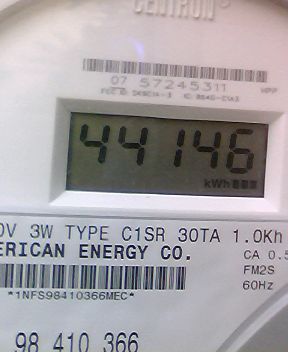 CENTRON
07 57245311
44146
kWh
0V 3W TYPE C1SR 30TA 1.0Kh
ERICAN ENERGY CO.
CA 0.5
FM2S
*1NFS98410366MEC*
60Hz
98 410 366